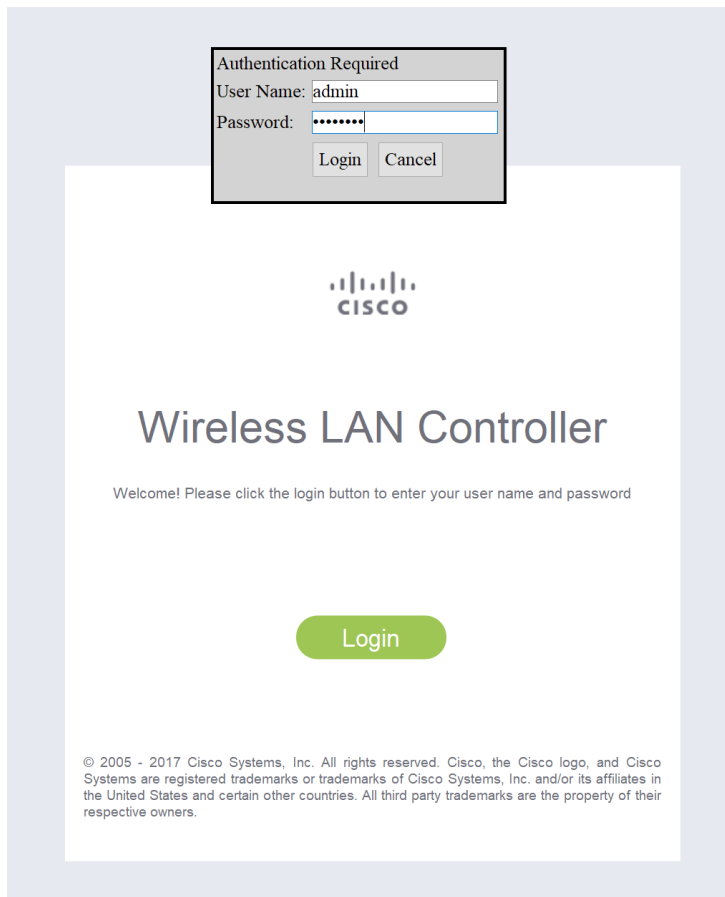 Authentication Required
User Name: admin
Password: ••••••••
Login Cancel
CISCO
Wireless LAN Controller
Welcome! Please click the login button to enter your user name and password
Login
© 2005 - 2017 Cisco Systems, Inc. All rights reserved. Cisco, the Cisco logo, and Cisco
Systems are registered trademarks or trademarks of Cisco Systems, Inc. and/or its affiliates in
the United States and certain other countries. All third party trademarks are the property of their
respective owners.